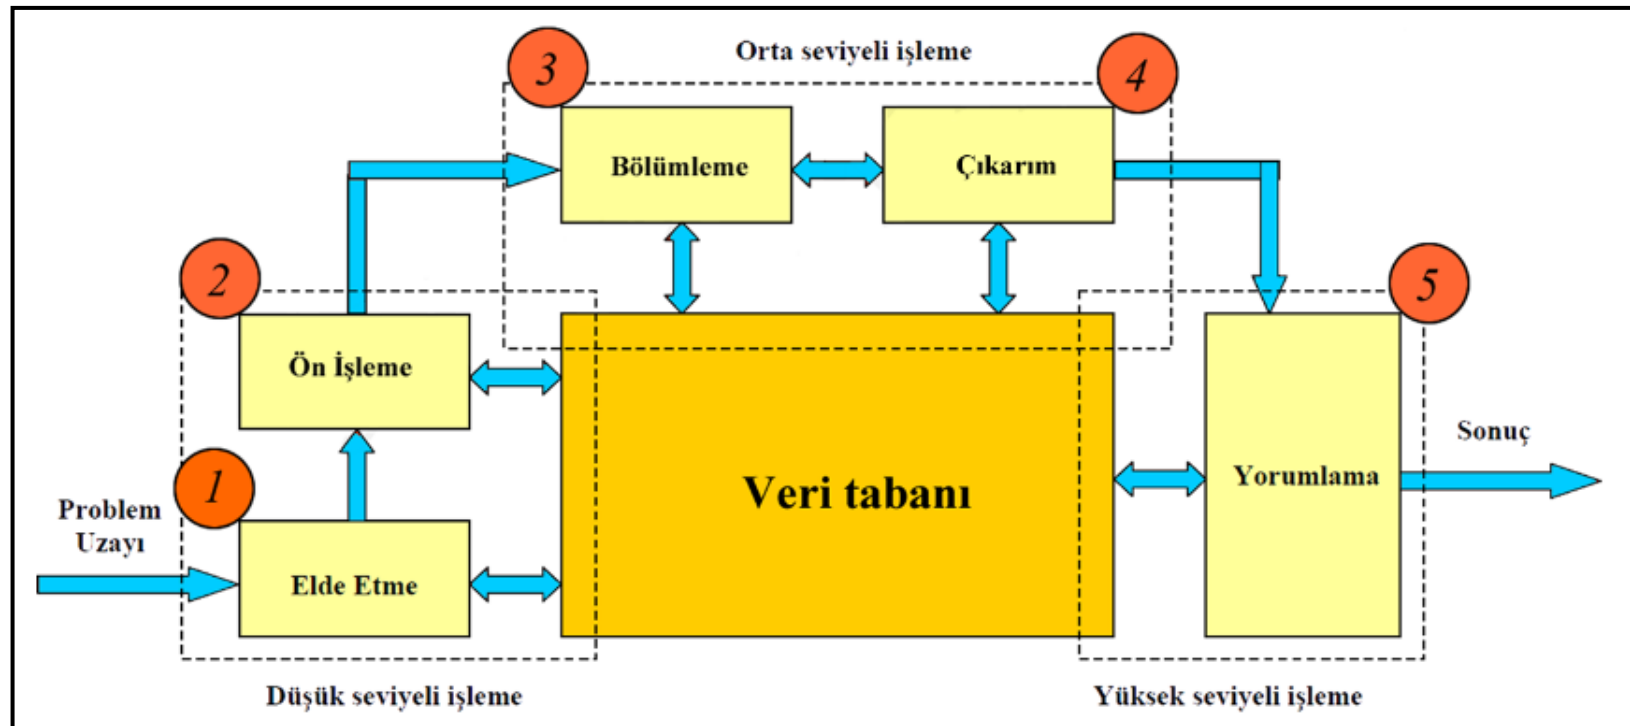 Orta seviyeli işleme
3
4
Bölümleme
Çıkarım
2
5
Ön İşleme
1
Veri tabanı
Yorumlama
Sonuç
Problem
Uzayı
Elde Etme
Düşük seviyeli işleme
Yüksek seviyeli işleme